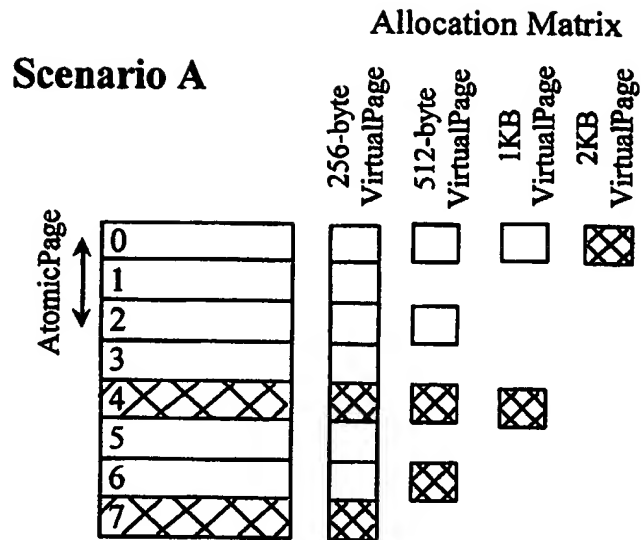 Allocation Matrix
Scenario A
256-byte
VirtualPage
512-byte
VirtualPage
1KB
VirtualPage
2KB
VirtualPage
AtomicPage
0
1
2
3
4
5
6
7